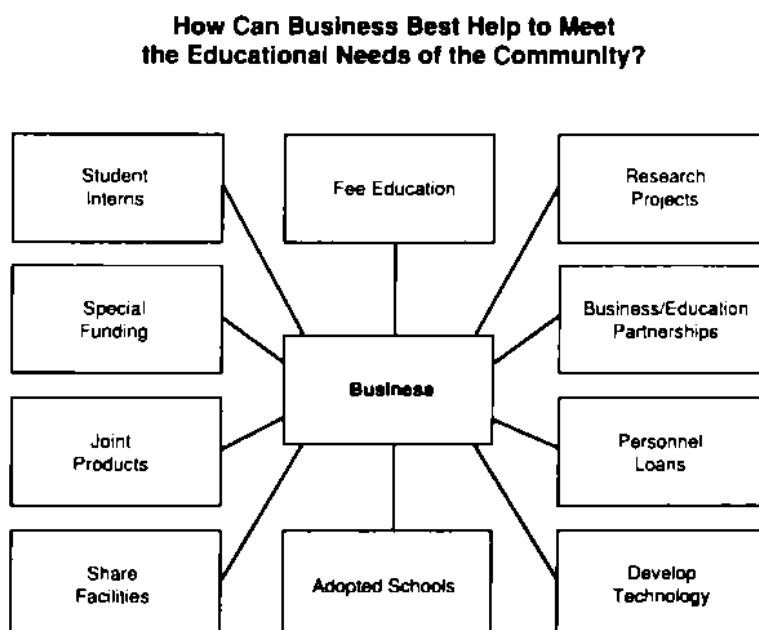 How Can Business Best Help to Meet
the Educational Needs of the Community?
Student
Interns
Fee Education
Research
Projects
Special
Funding
Business/Education
Partnerships
Business
Joint
Products
Personnel
Loans
Share
Facilities
Adopted Schools
Develop
Technology